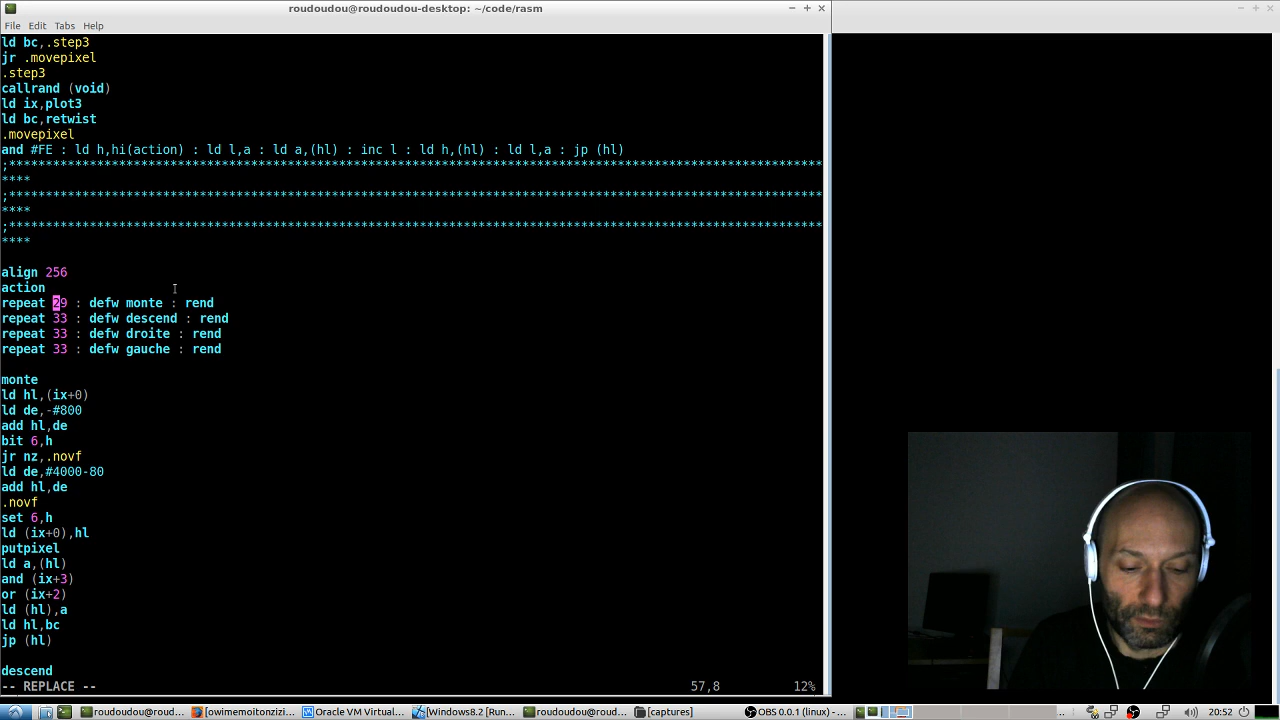 roudoudou@roudoudou-desktop: ~/code/rasm
File Edit Tabs Help
ld bc,.step3
jr .movepixel
.step3
callrand (void)
ld ix,plot3
ld bc,retwist
.movepixel
and #FE : ld h,hi(action) : ld l,a : ld a,(hl) : inc l : ld h,(hl) : ld l,a : jp (hl)
;***************************************************************************************************************
****
;***************************************************************************************************************
****
;***************************************************************************************************************
****
align 256
action
repeat 29 : defw monte : rend
repeat 33 : defw descend : rend
repeat 33 : defw droite : rend
repeat 33 : defw gauche : rend
monte
ld hl,(ix+0)
ld de,-#800
add hl,de
bit 6,h
jr nz,.novf
ld de,#4000-80
add hl,de
.novf
set 6,h
ld (ix+0),hl
putpixel
ld a,(hl)
and (ix+3)
or (ix+2)
ld (hl),a
ld hl,bc
jp (hl)
descend
-- REPLACE -- 57,8 12%
roudoudou@roud... [owimemoitonzizi... Oracle VM Virtual... [Windows8.2 [Run... roudoudou@roud... [captures] OBS 0.0.1 (linux) - ... 20:52